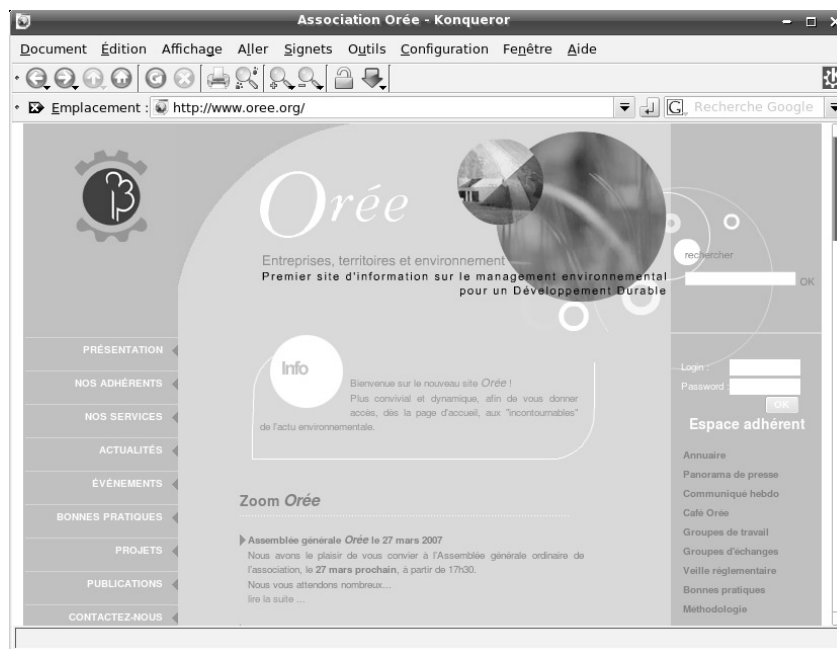 Association Orée - Konqueror
Document Édition Affichage Aller Signets Outils Configuration Fenêtre Aide
Emplacement : http://www.oree.org/ G Recherche Google
Orée
Entreprises, territoires et environnement
Premier site d'information sur le management environnemental
pour un Développement Durable
rechercher
OK
PRÉSENTATION
NOS ADHÉRENTS
NOS SERVICES
ACTUALITÉS
ÉVÉNEMENTS
BONNES PRATIQUES
PROJETS
PUBLICATIONS
CONTACTEZ-NOUS
Info
Bienvenue sur le nouveau site Orée !
Plus convivial et dynamique, afin de vous donner
accès, dès la page d'accueil, aux "incontournables"
de l'actu environnementale.
Zoom Orée
Assemblée générale Orée le 27 mars 2007
Nous avons le plaisir de vous convier à l'Assemblée générale ordinaire de
l'association, le 27 mars prochain, à partir de 17h30.
Nous vous attendons nombreux...
lire la suite ...
Login :
Password :
OK
Espace adhérent
Annuaire
Panorama de presse
Communiqué hebdo
Café Orée
Groupes de travail
Groupes d'échanges
Veille réglementaire
Bonnes pratiques
Méthodologie